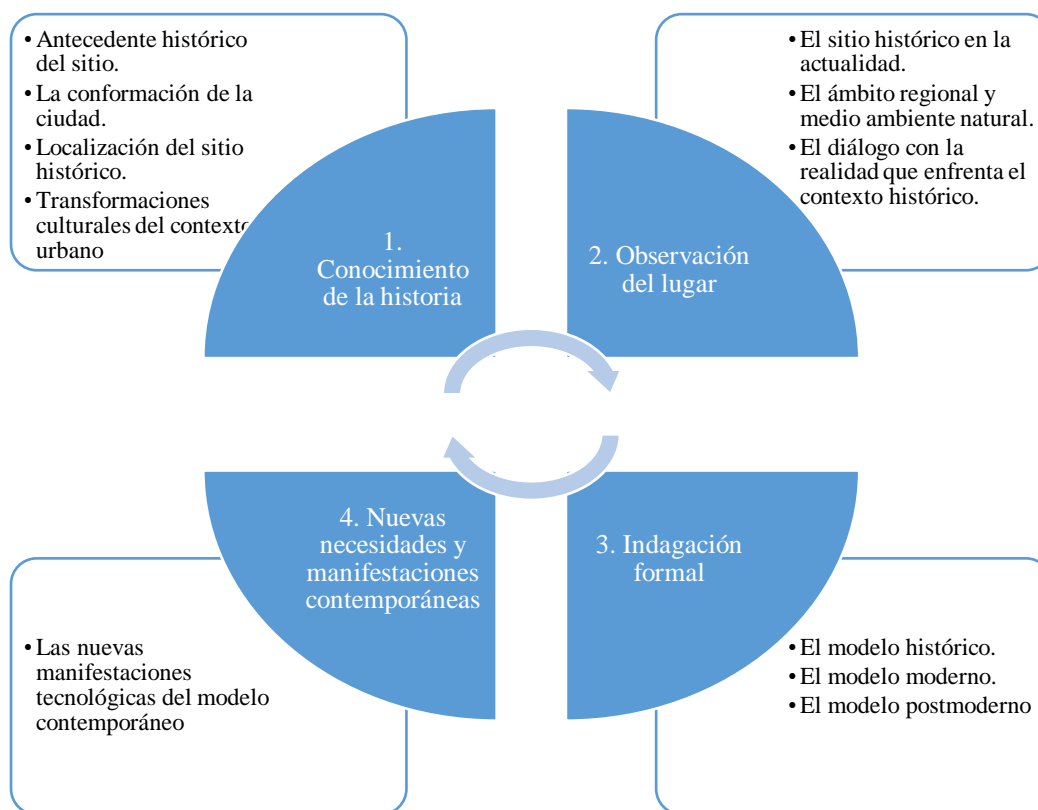 • Antecedente histórico
del sitio.
• La conformación de la
ciudad.
• Localización del sitio
histórico.
• Transformaciones
culturales del contexto
urbano
1.
Conocimiento
de la historia
• El sitio histórico en la
actualidad.
• El ámbito regional y
medio ambiente natural.
• El diálogo con la
realidad que enfrenta el
contexto histórico.
2. Observación
del lugar
3. Indagación
formal
• El modelo histórico.
• El modelo moderno.
• El modelo postmoderno
4. Nuevas
necesidades y
manifestaciones
contemporáneas
• Las nuevas
manifestaciones
tecnológicas del modelo
contemporáneo